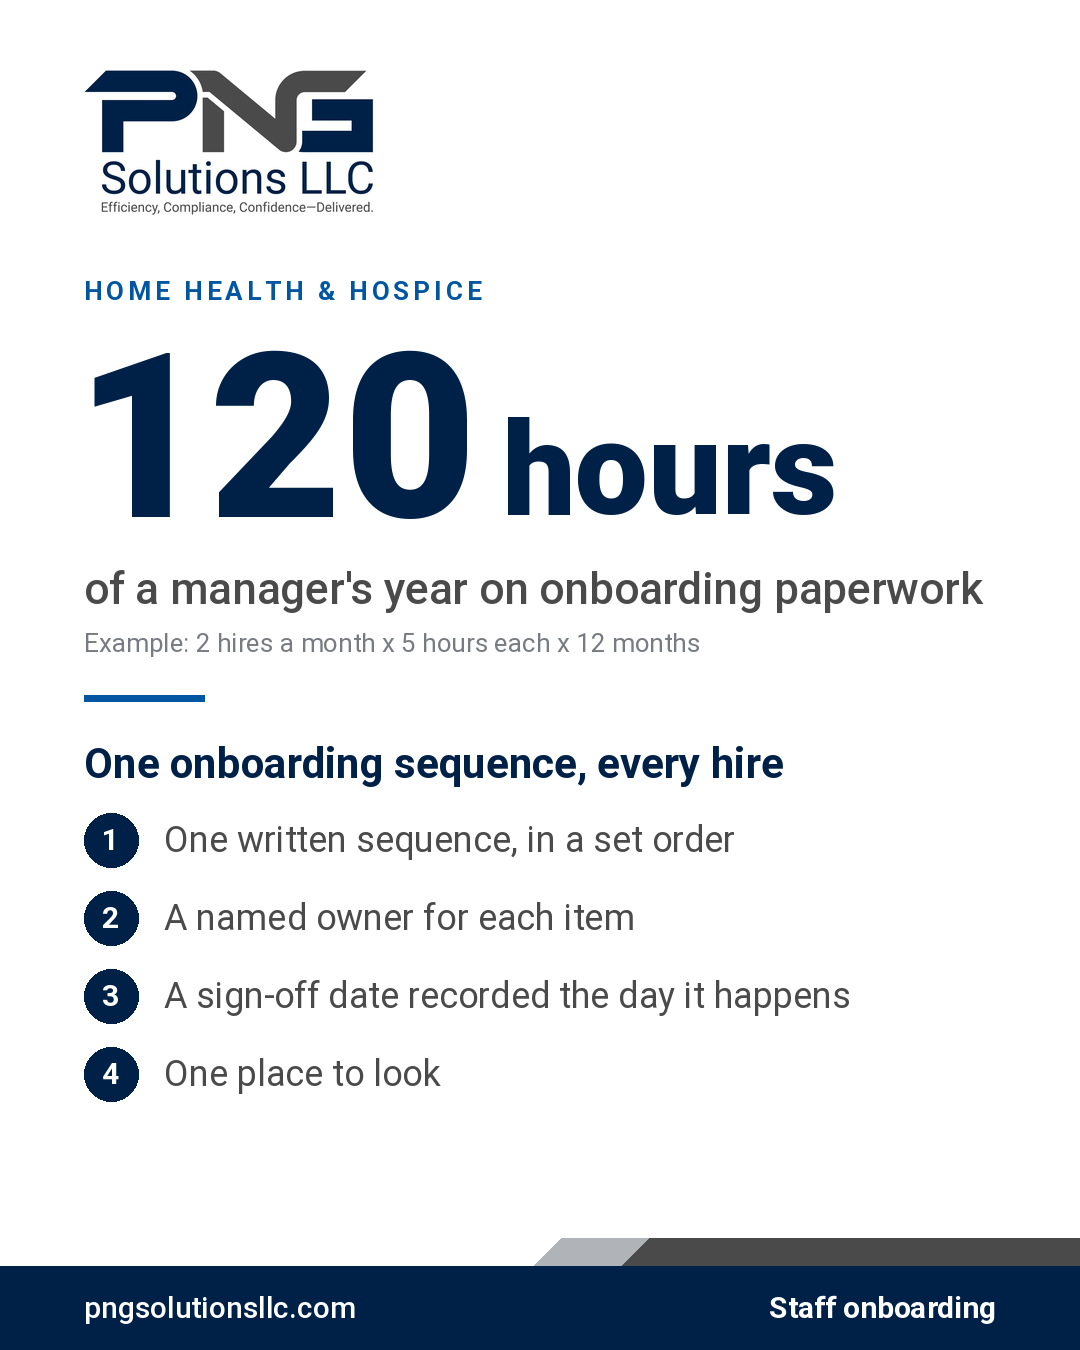 PNG
Solutions LLC
Efficiency, Compliance, Confidence—Delivered.
HOME HEALTH & HOSPICE
120 hours
of a manager's year on onboarding paperwork
Example: 2 hires a month x 5 hours each x 12 months
One onboarding sequence, every hire
1 One written sequence, in a set order
2 A named owner for each item
3 A sign-off date recorded the day it happens
4 One place to look
pngsolutionsllc.com
Staff onboarding